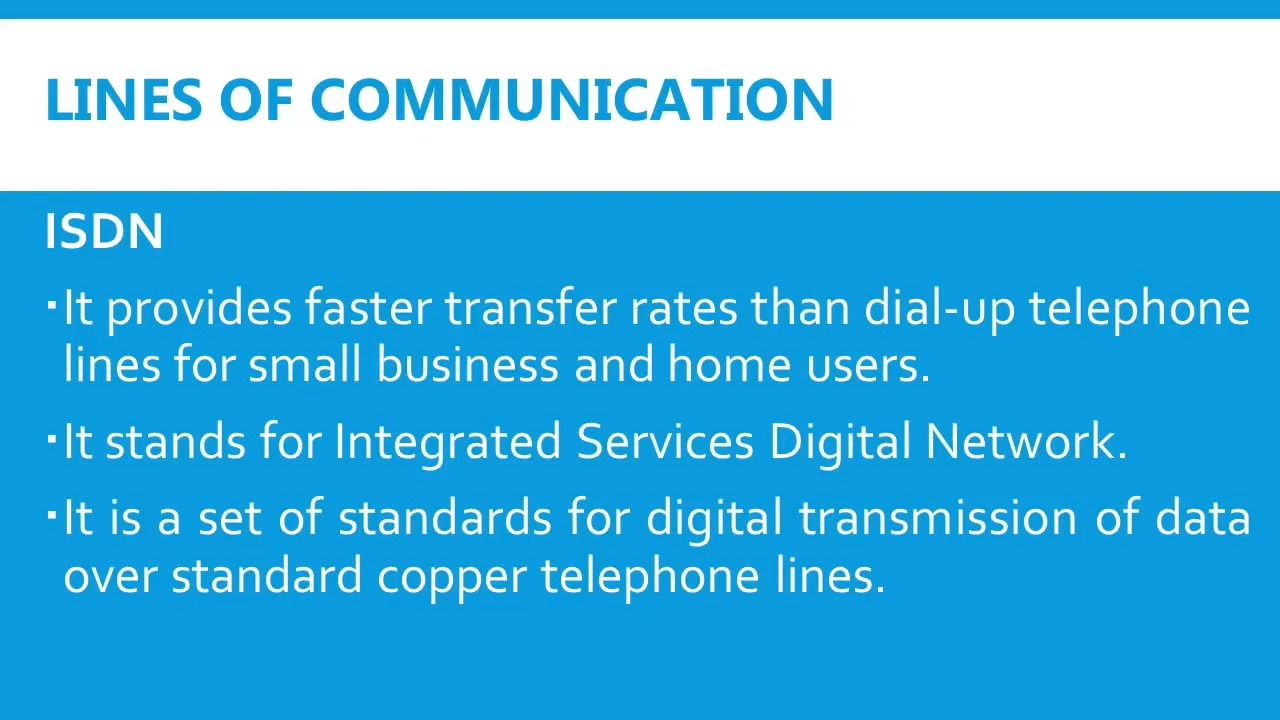 LINES OF COMMUNICATION
ISDN
▪It provides faster transfer rates than dial-up telephone
lines for small business and home users.
▪It stands for Integrated Services Digital Network.
▪It is a set of standards for digital transmission of data
over standard copper telephone lines.